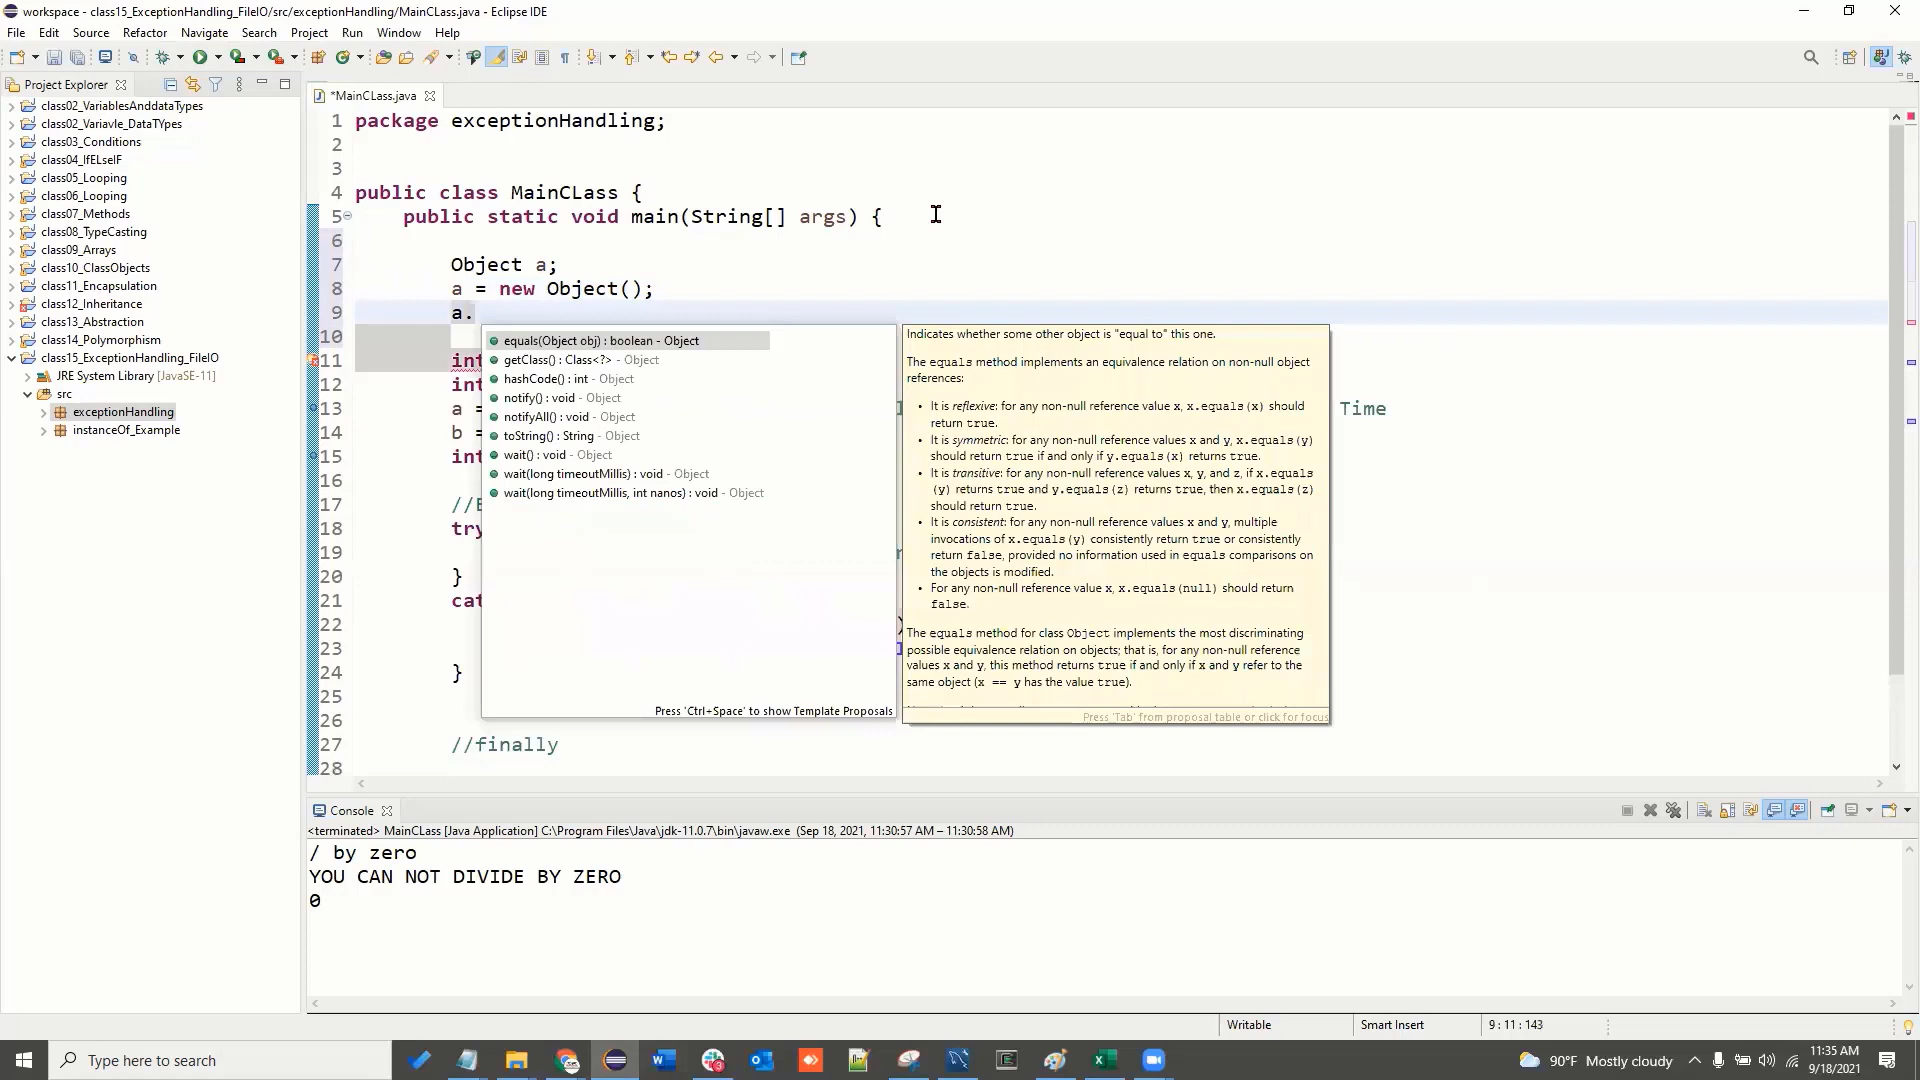 workspace - class15_ExceptionHandling_FileIO/src/exceptionHandling/MainCLass.java - Eclipse IDE
File Edit Source Refactor Navigate Search Project Run Window Help
Project Explorer
class02_VariablesAnddataTypes
class02_Variavle_DataTYpes
class03_Conditions
class04_IfELseIF
class05_Looping
class06_Looping
class07_Methods
class08_TypeCasting
class09_Arrays
class10_ClassObjects
class11_Encapsulation
class12_Inheritance
class13_Abstraction
class14_Polymorphism
class15_ExceptionHandling_FileIO
JRE System Library [JavaSE-11]
src
exceptionHandling
instanceOf_Example
*MainCLass.java
1 package exceptionHandling;
2
3
4 public class MainCLass {
5 public static void main(String[] args) {
6
7 Object a;
8 a = new Object();
9 a.
10
11 int
12 int
13 a = Time
14 b =
15 int
16
17 //E
18 try
19
20 }
21 cat
22
23
24 }
25
26
27 //finally
28
equals(Object obj) : boolean - Object
getClass() : Class<?> - Object
hashCode() : int - Object
notify() : void - Object
notifyAll() : void - Object
toString() : String - Object
wait() : void - Object
wait(long timeoutMillis) : void - Object
wait(long timeoutMillis, int nanos) : void - Object
Press 'Ctrl+Space' to show Template Proposals
Indicates whether some other object is "equal to" this one.
The equals method implements an equivalence relation on non-null object
references:
• It is reflexive: for any non-null reference value x, x.equals(x) should
return true.
• It is symmetric: for any non-null reference values x and y, x.equals(y)
should return true if and only if y.equals(x) returns true.
• It is transitive: for any non-null reference values x, y, and z, if x.equals
(y) returns true and y.equals(z) returns true, then x.equals(z)
should return true.
• It is consistent: for any non-null reference values x and y, multiple
invocations of x.equals(y) consistently return true or consistently
return false, provided no information used in equals comparisons on
the objects is modified.
• For any non-null reference value x, x.equals(null) should return
false.
The equals method for class Object implements the most discriminating
possible equivalence relation on objects; that is, for any non-null reference
values x and y, this method returns true if and only if x and y refer to the
same object (x == y has the value true).
Press 'Tab' from proposal table or click for focus
Console
<terminated> MainCLass [Java Application] C:\Program Files\Java\jdk-11.0.7\bin\javaw.exe (Sep 18, 2021, 11:30:57 AM – 11:30:58 AM)
/ by zero
YOU CAN NOT DIVIDE BY ZERO
0
Writable Smart Insert 9 : 11 : 143
Type here to search
90°F Mostly cloudy
11:35 AM
9/18/2021